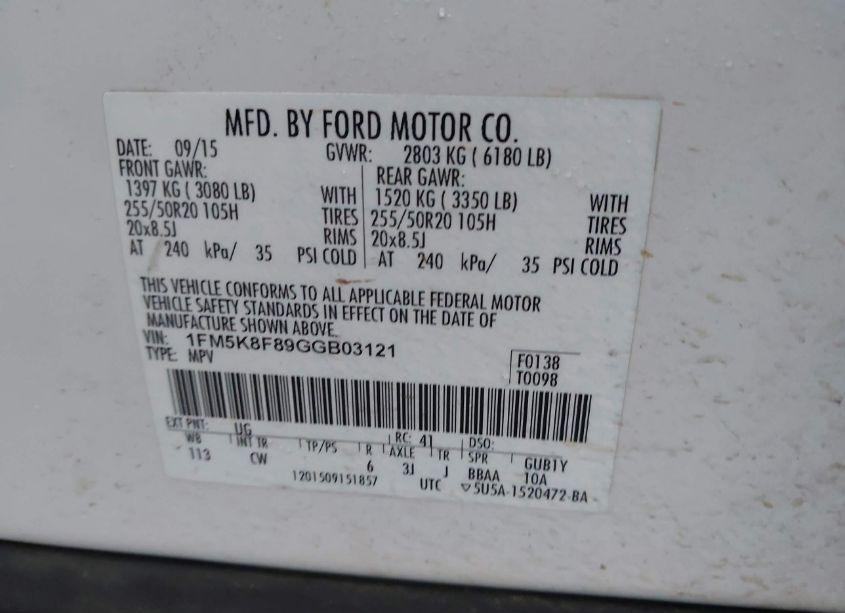 MFD. BY FORD MOTOR CO.
DATE: 09/15 GVWR: 2803 KG ( 6180 LB)
FRONT GAWR: REAR GAWR:
1397 KG ( 3080 LB) WITH 1520 KG ( 3350 LB) WITH
255/50R20 105H TIRES 255/50R20 105H TIRES
20x8.5J RIMS 20x8.5J RIMS
AT 240 kPa/ 35 PSI COLD AT 240 kPa/ 35 PSI COLD
THIS VEHICLE CONFORMS TO ALL APPLICABLE FEDERAL MOTOR
VEHICLE SAFETY STANDARDS IN EFFECT ON THE DATE OF
MANUFACTURE SHOWN ABOVE.
VIN: 1FM5K8F89GGB03121
TYPE: MPV
F0138
T0098
EXT PNT: UG RC: 41 DSO:
WB INT TR TP/PS R AXLE TR SPR GUB1Y
113 CW 6 3J J BBAA 10A
1201509151857 UTC ▽5U5A-1520472-BA